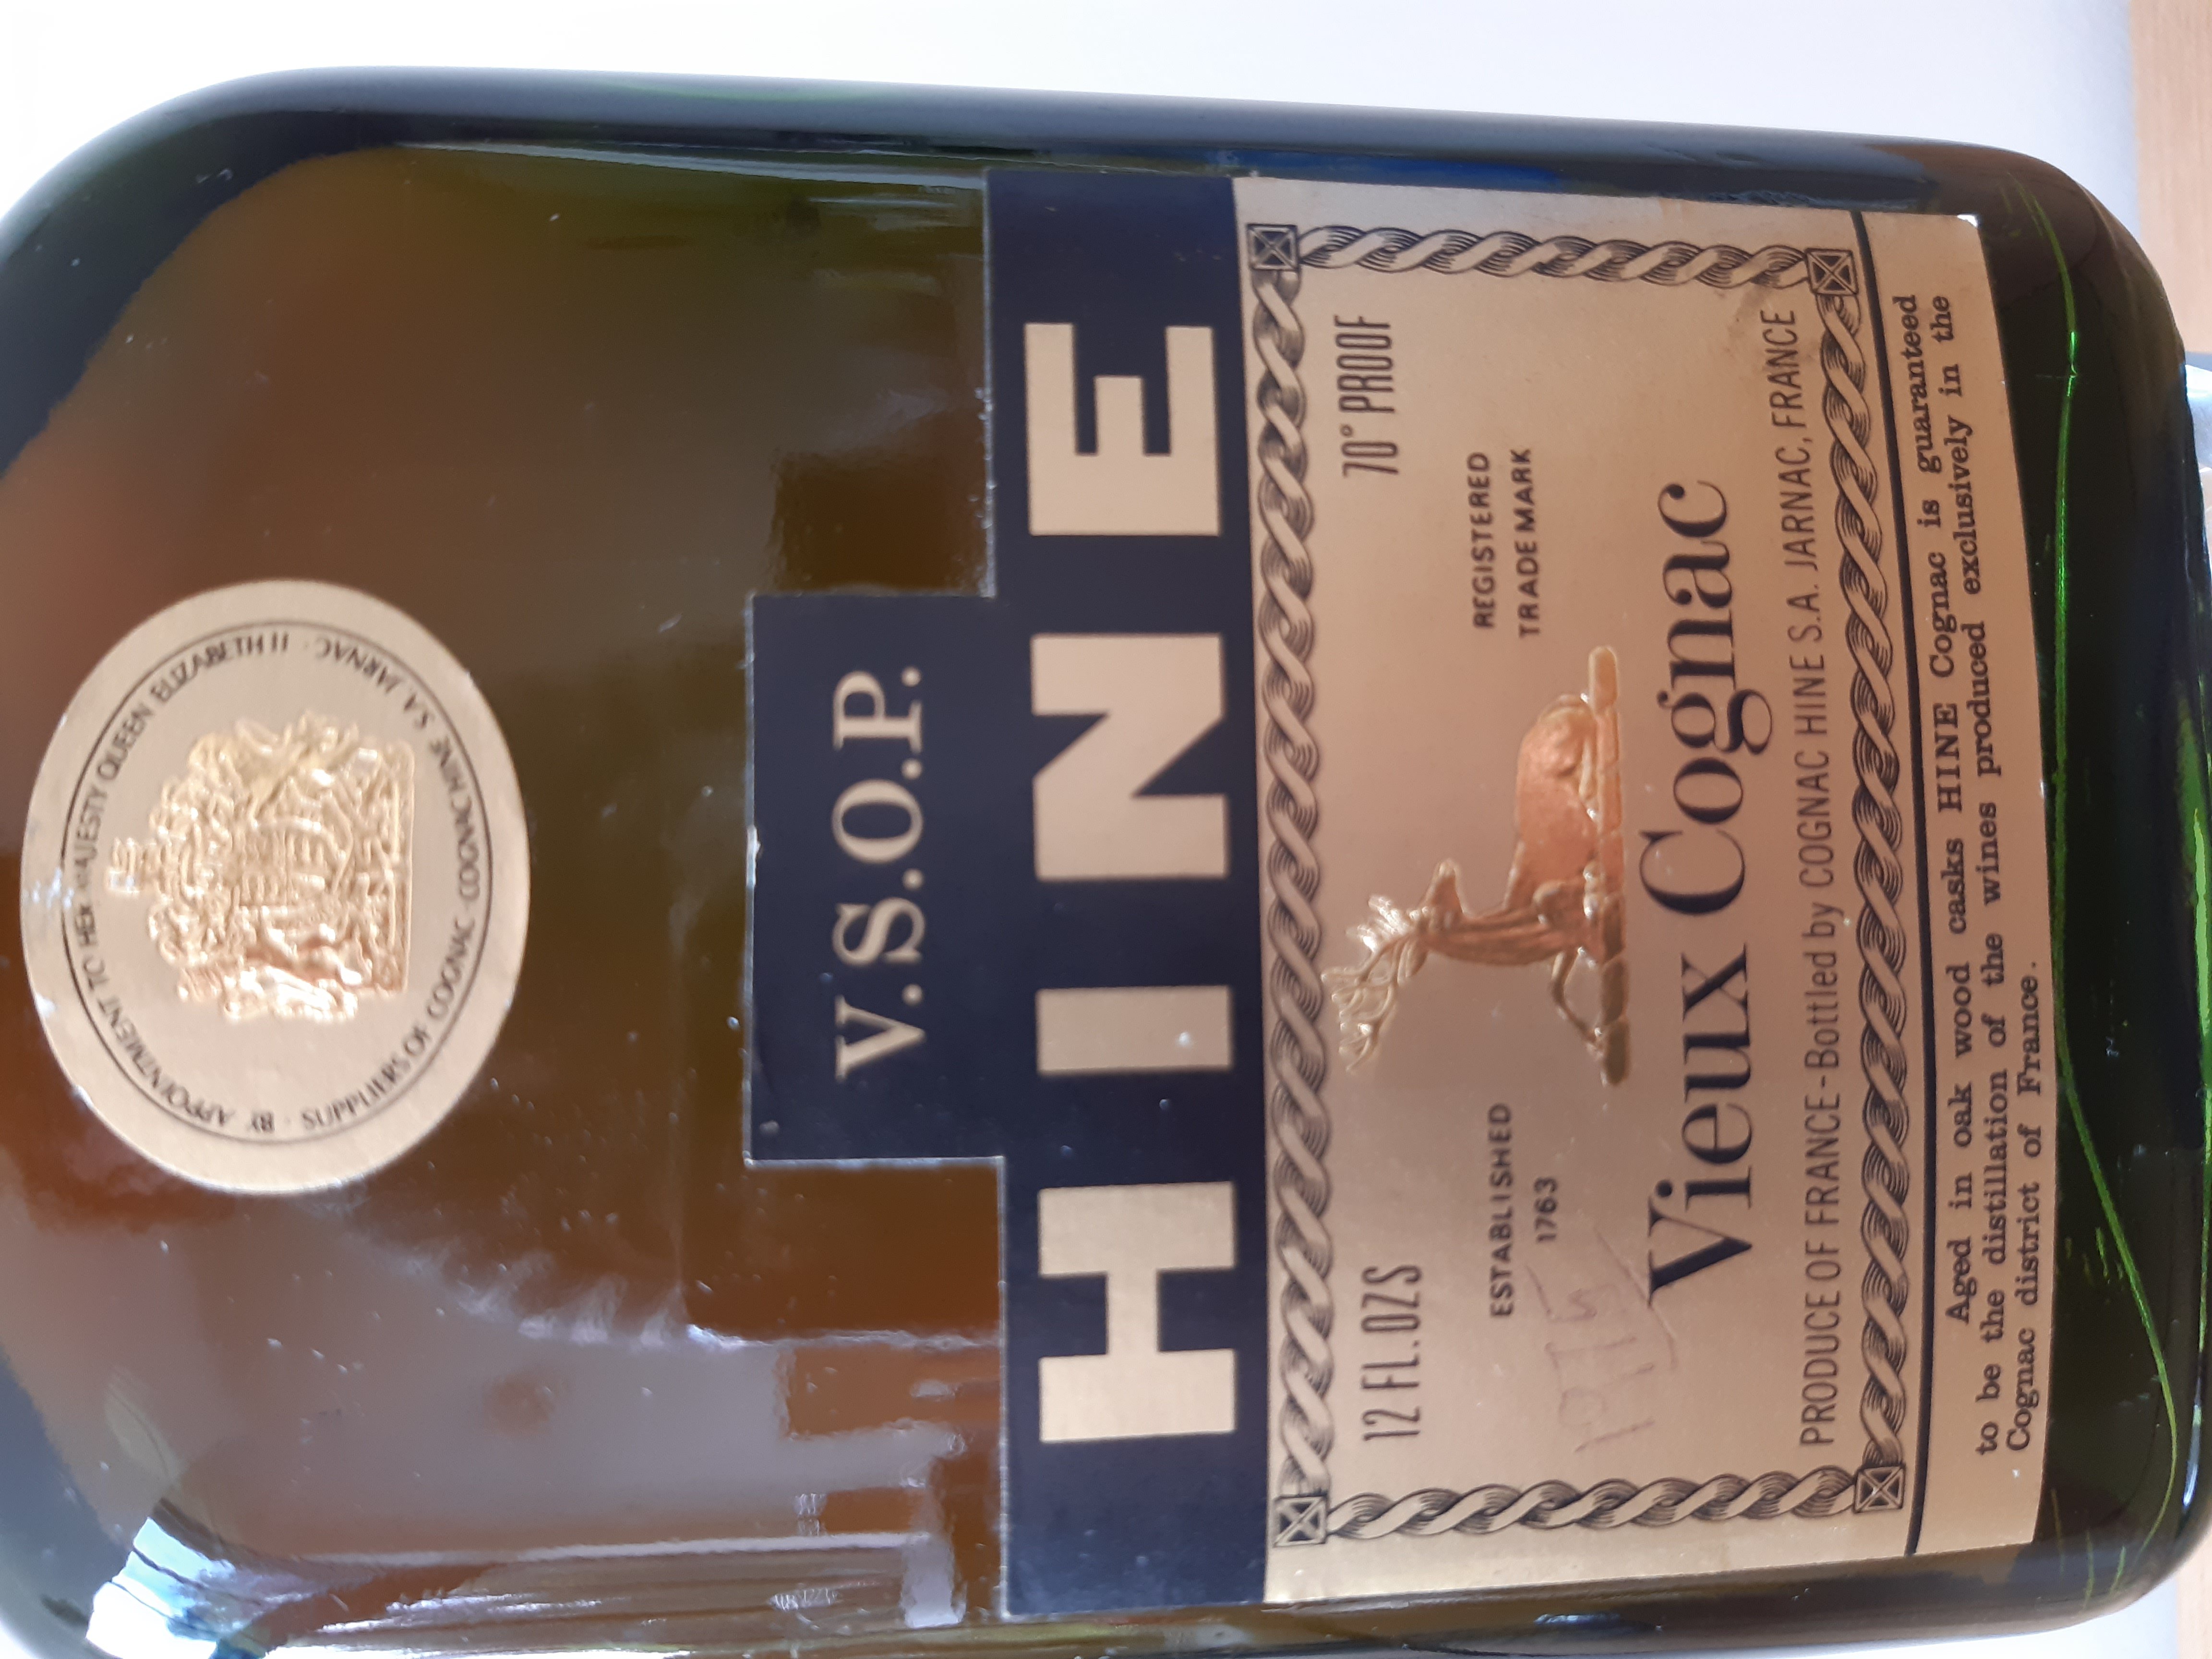 BY APPOINTMENT TO HER MAJESTY QUEEN ELIZABETH II
SUPPLIERS OF COGNAC COGNAC HINE S.A. JARNAC
V.S.O.P.
HINE
12 FL.OZS
70° PROOF
ESTABLISHED
1763
REGISTERED
TRADE MARK
1975
Vieux Cognac
PRODUCE OF FRANCE-Bottled by COGNAC HINE S.A. JARNAC, FRANCE
Aged in oak wood casks HINE Cognac is guaranteed
to be the distillation of the wines produced exclusively in the
Cognac district of France.